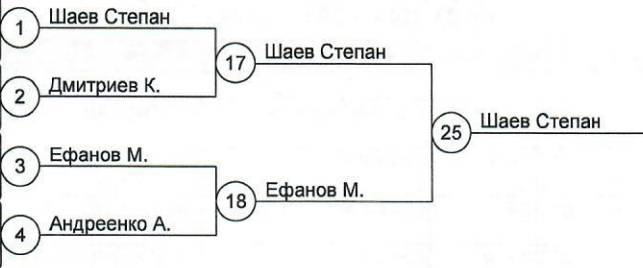 1 Шаев Степан
17 Шаев Степан
2 Дмитриев К.
25 Шаев Степан
3 Ефанов М.
18 Ефанов М.
4 Андреенко А.